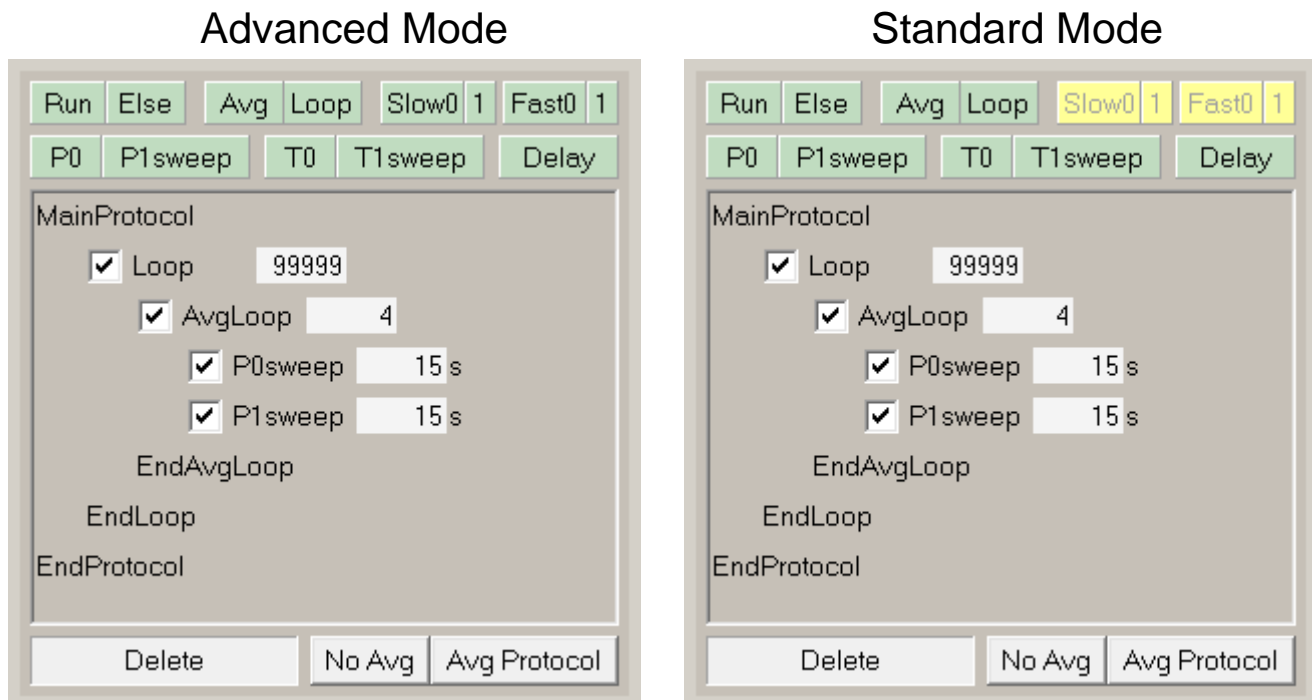 Advanced Mode
Run Else Avg Loop Slow0 1 Fast0 1
P0 P1sweep T0 T1sweep Delay
MainProtocol
Loop 99999
AvgLoop 4
P0sweep 15 s
P1sweep 15 s
EndAvgLoop
EndLoop
EndProtocol
Delete No Avg Avg Protocol
Standard Mode
Run Else Avg Loop Slow0 1 Fast0 1
P0 P1sweep T0 T1sweep Delay
MainProtocol
Loop 99999
AvgLoop 4
P0sweep 15 s
P1sweep 15 s
EndAvgLoop
EndLoop
EndProtocol
Delete No Avg Avg Protocol